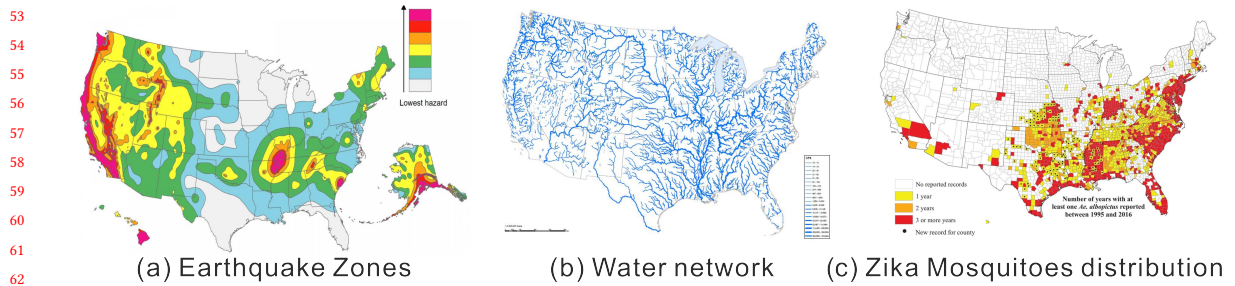 53
54
55
56
57
58
59
60
61
62
Lowest hazard
(a) Earthquake Zones
(b) Water network
No reported records
1 year
2 years
3 or more years
New record for county
Number of years with at
least one Ae. albopictus reported
between 1995 and 2016
(c) Zika Mosquitoes distribution